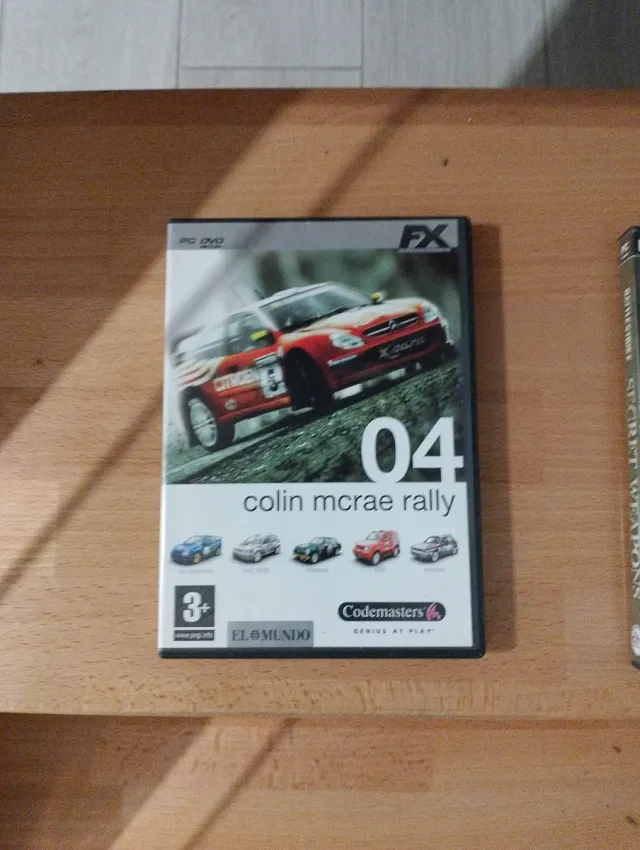 PC DVD
FX
CITROËN
Xsara
04
colin mcrae rally
3+
www.pegi.info
EL MUNDO
Codemasters
GENIUS AT PLAY
BATTLESTRIKE
SECRET WEAPONS